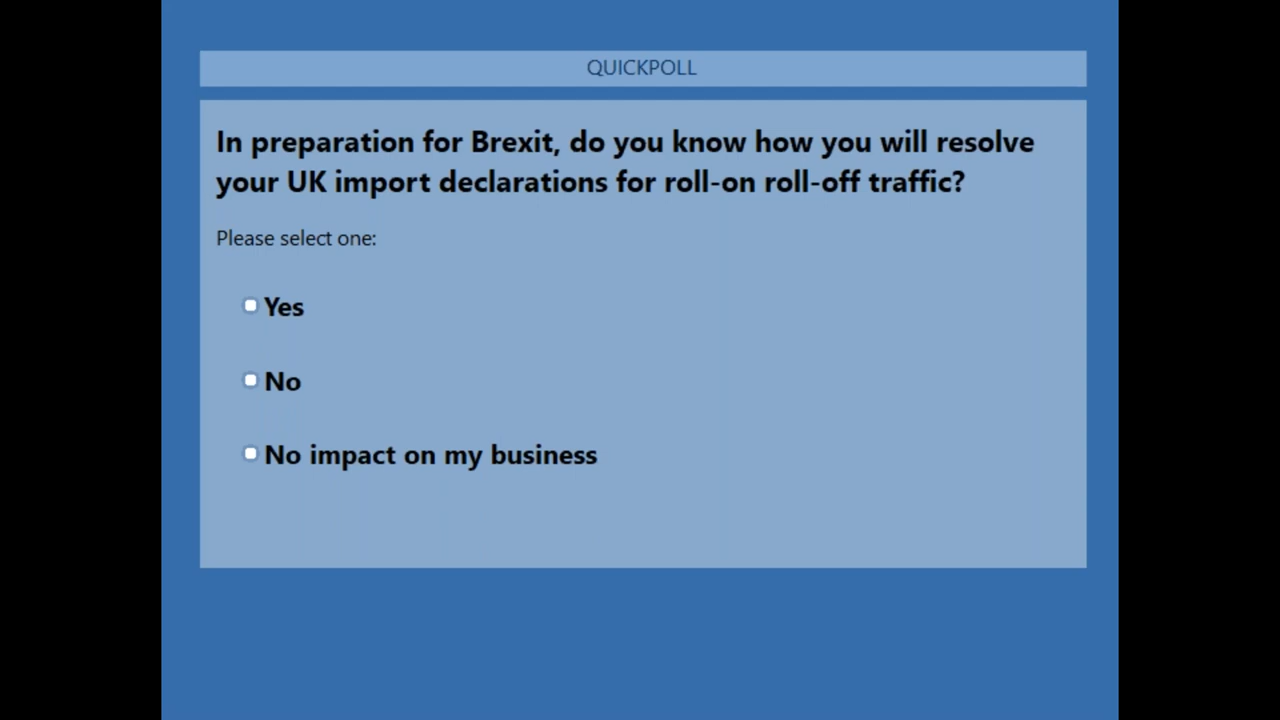 QUICKPOLL
In preparation for Brexit, do you know how you will resolve
your UK import declarations for roll-on roll-off traffic?
Please select one:
Yes
No
No impact on my business